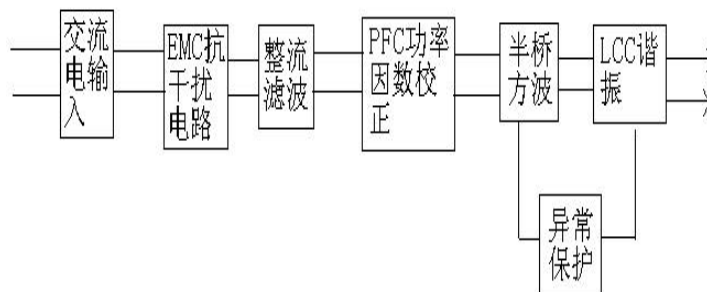 交流
电输
入
EMC抗
干扰
电路
整流
滤波
PFC功率
因数校
正
半桥
方波
LCC谐
振
异常
保护